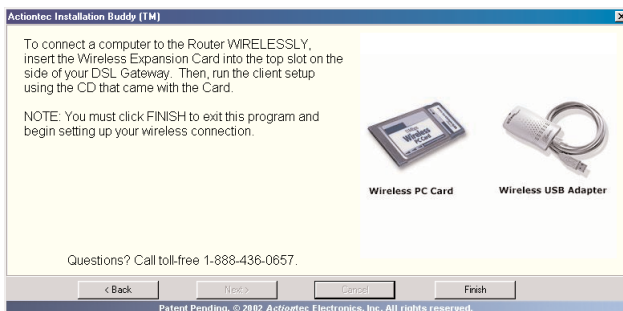 Actiontec Installation Buddy (TM)
To connect a computer to the Router WIRELESSLY,
insert the Wireless Expansion Card into the top slot on the
side of your DSL Gateway. Then, run the client setup
using the CD that came with the Card.
NOTE: You must click FINISH to exit this program and
begin setting up your wireless connection.
Wireless
PC Card
Wireless PC Card
Wireless USB Adapter
Questions? Call toll-free 1-888-436-0657.
< Back
Next >
Cancel
Finish
Patent Pending. © 2002 Actiontec Electronics, Inc. All rights reserved.